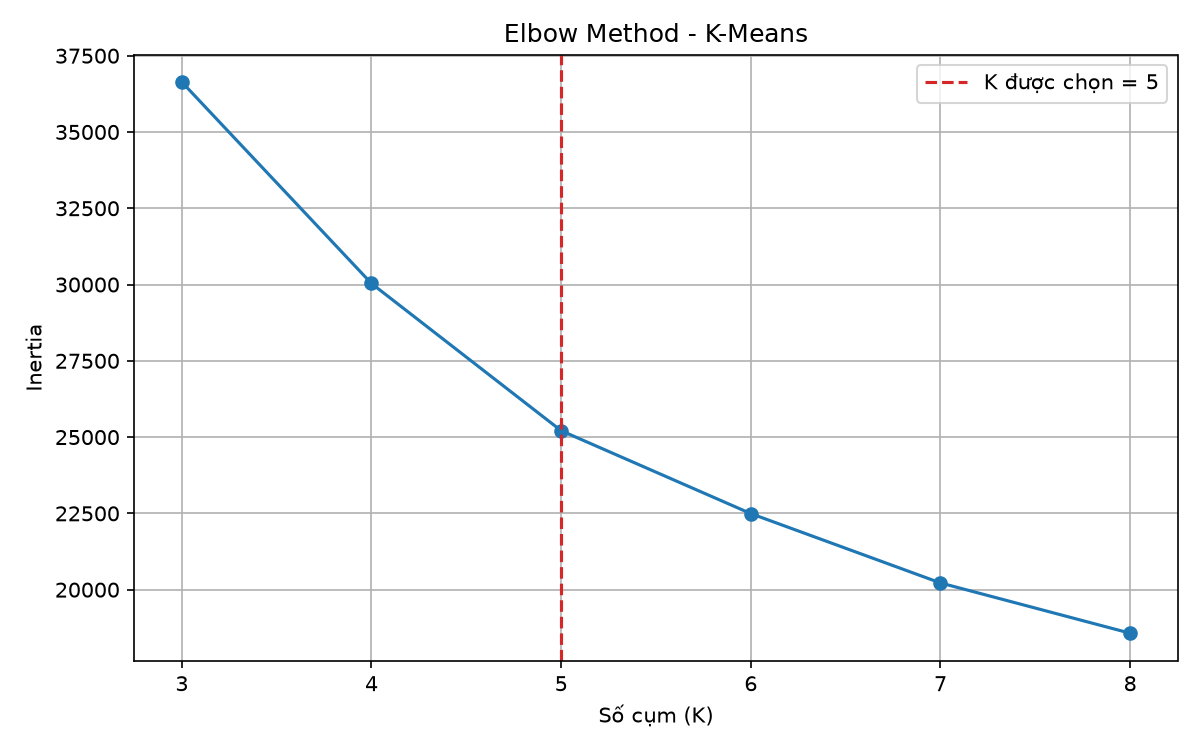 Elbow Method - K-Means
K được chọn = 5
37500
35000
32500
30000
27500
25000
22500
20000
Inertia
3 4 5 6 7 8
Số cụm (K)